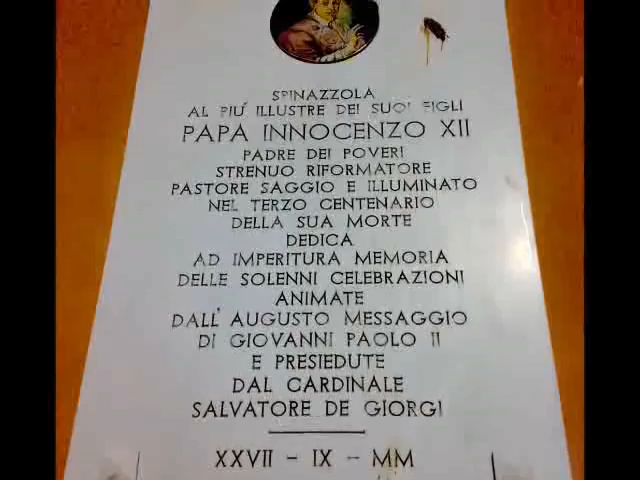 SPINAZZOLA
AL PIU' ILLUSTRE DEI SUOI FIGLI
PAPA INNOCENZO XII
PADRE DEI POVERI
STRENUO RIFORMATORE
PASTORE SAGGIO E ILLUMINATO
NEL TERZO CENTENARIO
DELLA SUA MORTE
DEDICA
AD IMPERITURA MEMORIA
DELLE SOLENNI CELEBRAZIONI
ANIMATE
DALL' AUGUSTO MESSAGGIO
DI GIOVANNI PAOLO II
E PRESIEDUTE
DAL CARDINALE
SALVATORE DE GIORGI
XXVII - IX - MM